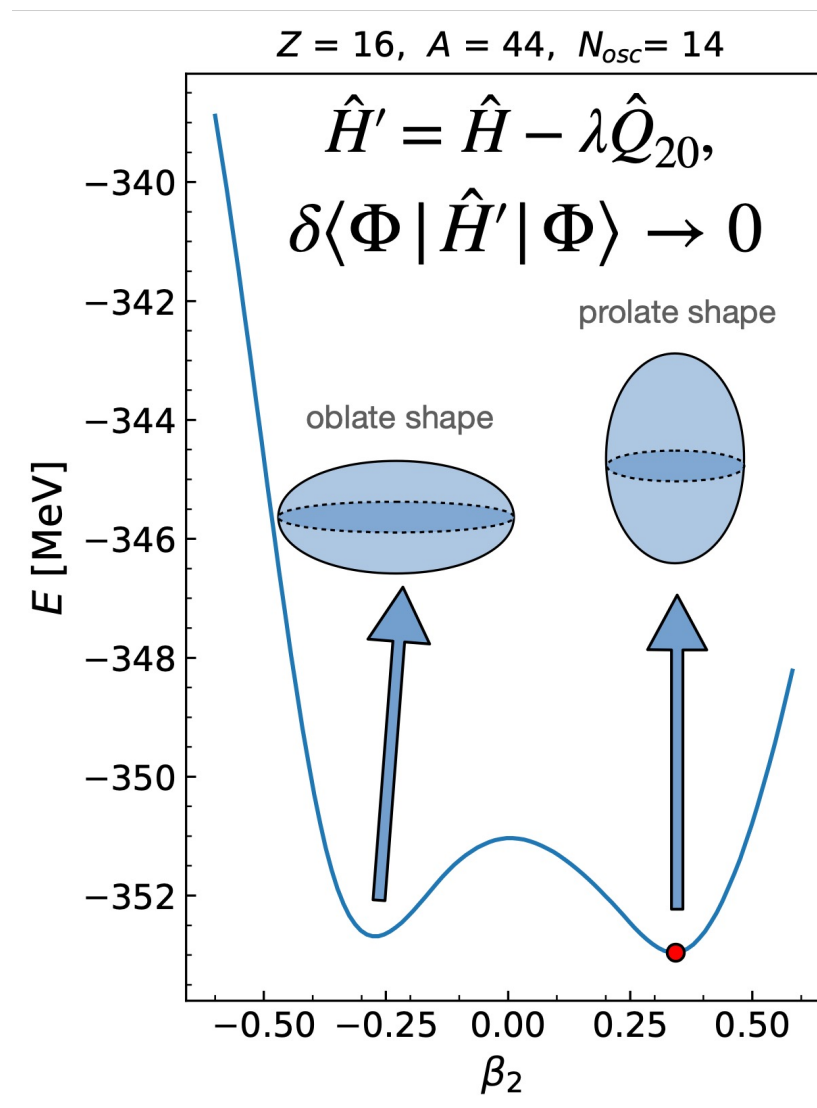 Z = 16, A = 44, N_osc = 14
Ĥ′ = Ĥ − λQ̂₂₀,
δ⟨Φ|Ĥ′|Φ⟩ → 0
prolate shape
oblate shape
E [MeV]
−340
−342
−344
−346
−348
−350
−352
−0.50 −0.25 0.00 0.25 0.50
β₂